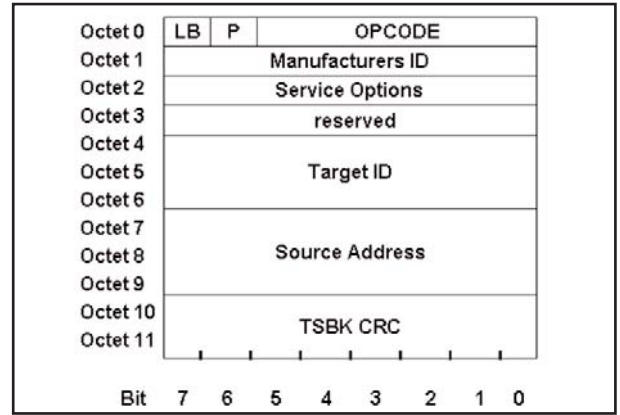 Octet 0 LB P OPCODE
Octet 1 Manufacturers ID
Octet 2 Service Options
Octet 3 reserved
Octet 4
Octet 5 Target ID
Octet 6
Octet 7
Octet 8 Source Address
Octet 9
Octet 10
TSBK CRC
Octet 11
Bit 7 6 5 4 3 2 1 0